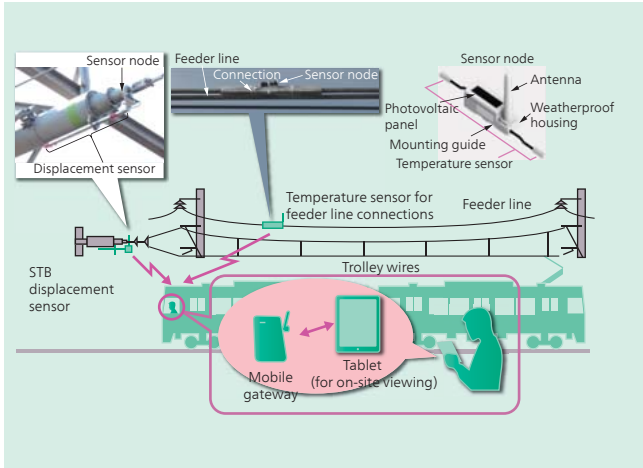 Sensor node
Displacement sensor
Feeder line
Connection
Sensor node
Sensor node
Antenna
Photovoltaic
panel
Weatherproof
housing
Mounting guide
Temperature sensor
Temperature sensor for
feeder line connections
Feeder line
STB
displacement
sensor
Trolley wires
Mobile
gateway
Tablet
(for on-site viewing)